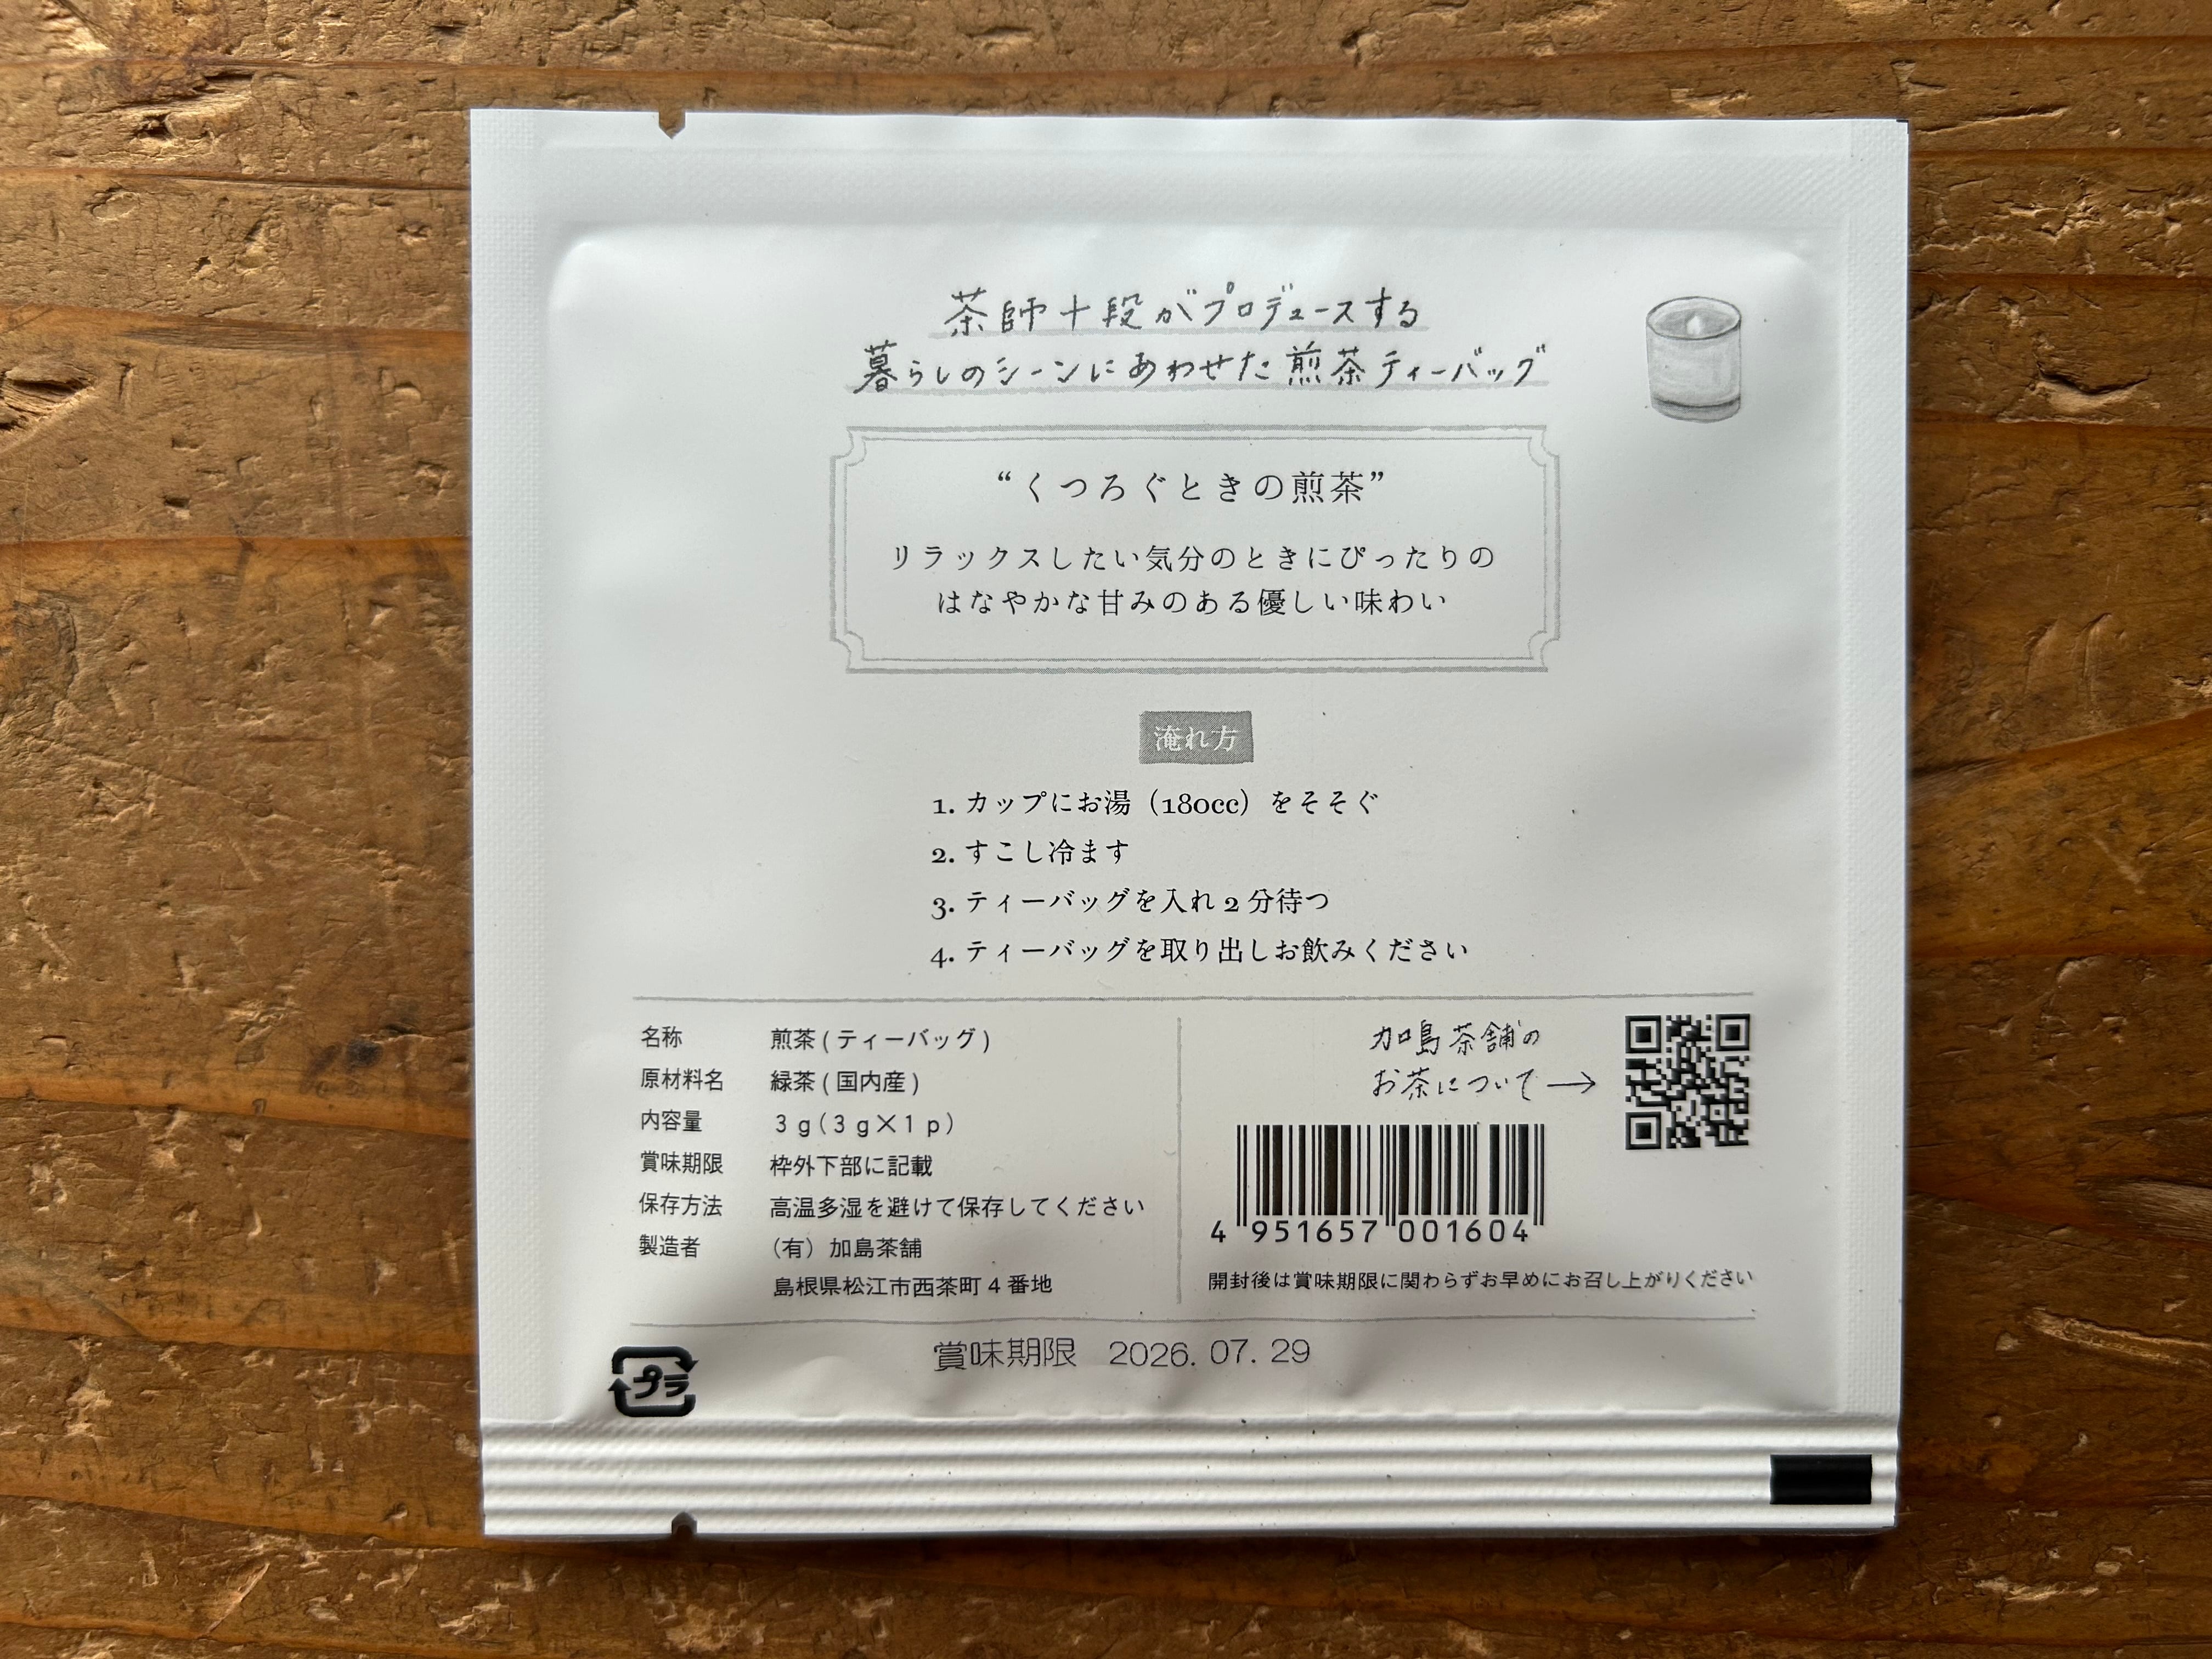 茶師十段がプロデュースする
暮らしのシーンにあわせた煎茶ティーバッグ
“くつろぐときの煎茶”
リラックスしたい気分のときにぴったりの
はなやかな甘みのある優しい味わい
淹れ方
1. カップにお湯（180cc）をそそぐ
2. すこし冷ます
3. ティーバッグを入れ 2 分待つ
4. ティーバッグを取り出しお飲みください
名称 煎茶(ティーバッグ)
原材料名 緑茶(国内産)
内容量 3g(3g×1p)
賞味期限 枠外下部に記載
保存方法 高温多湿を避けて保存してください
製造者 （有）加島茶舗
島根県松江市西茶町4番地
加島茶舗の
お茶について→
4 951657 001604
開封後は賞味期限に関わらずお早めにお召し上がりください
賞味期限 2026.07.29
プラ